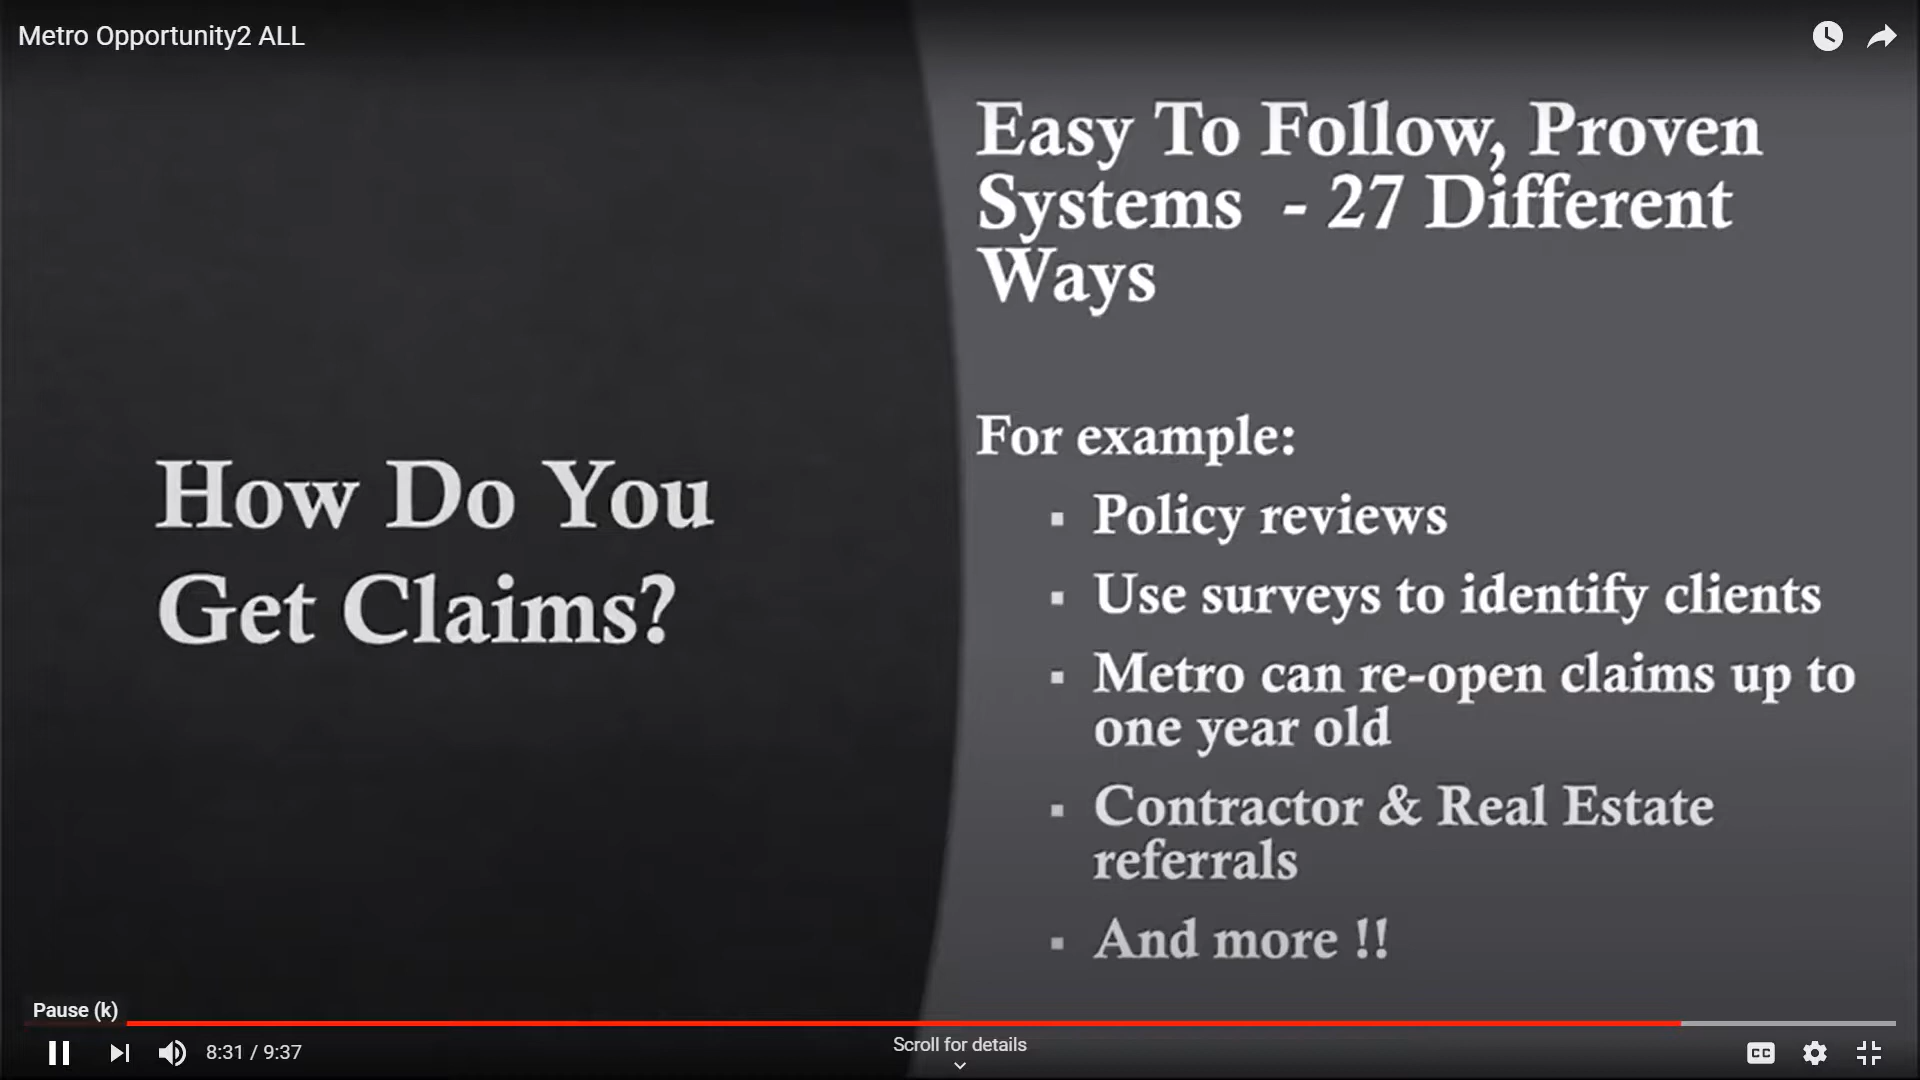 Metro Opportunity2 ALL
How Do You
Get Claims?
Easy To Follow, Proven
Systems - 27 Different
Ways
For example:
▪ Policy reviews
▪ Use surveys to identify clients
▪ Metro can re-open claims up to
one year old
▪ Contractor & Real Estate
referrals
▪ And more !!
Pause (k)
8:31 / 9:37
Scroll for details
CC